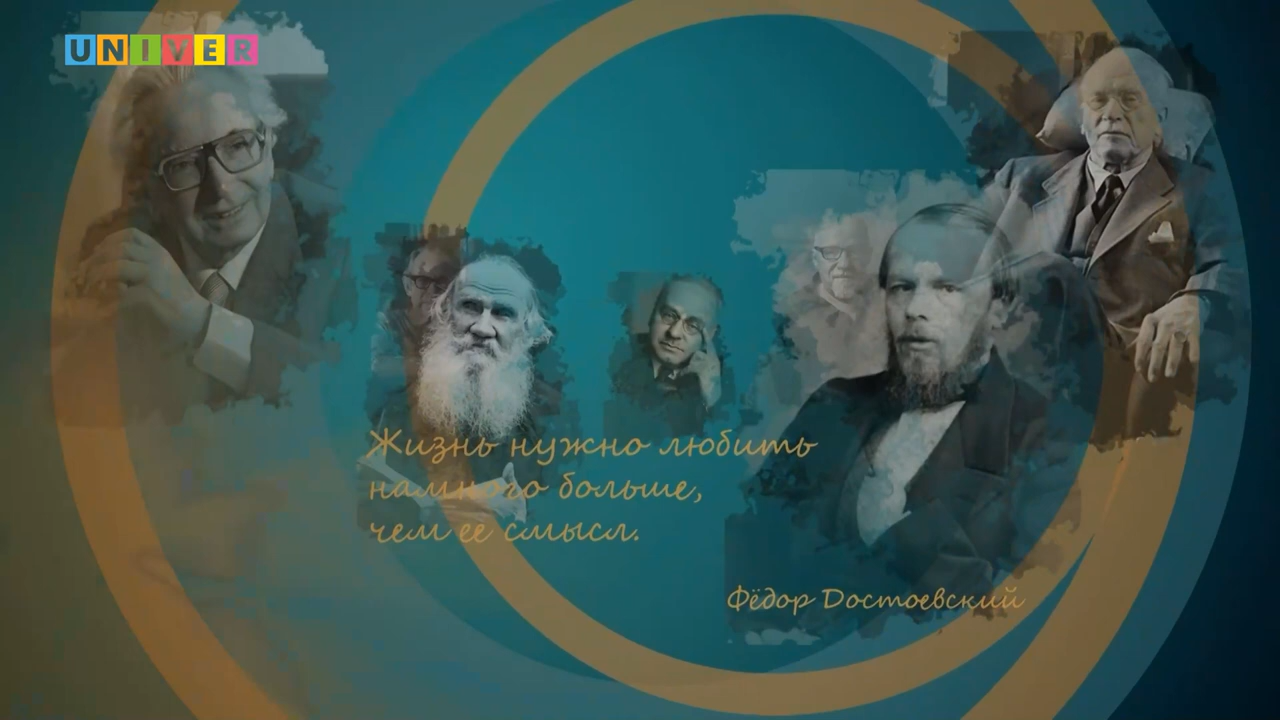 UNIVER
Жизнь нужно любить
намного больше,
чем ее смысл.
Фёдор Достоевский